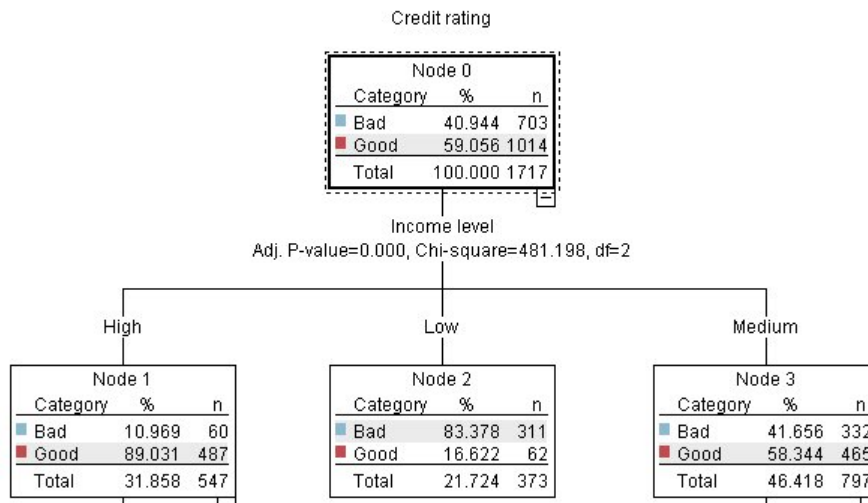 Credit rating
Node 0
Category % n
Bad 40.944 703
Good 59.056 1014
Total 100.000 1717
Income level
Adj. P-value=0.000, Chi-square=481.198, df=2
High Low Medium
Node 1
Category % n
Bad 10.969 60
Good 89.031 487
Total 31.858 547
Node 2
Category % n
Bad 83.378 311
Good 16.622 62
Total 21.724 373
Node 3
Category % n
Bad 41.656 332
Good 58.344 465
Total 46.418 797